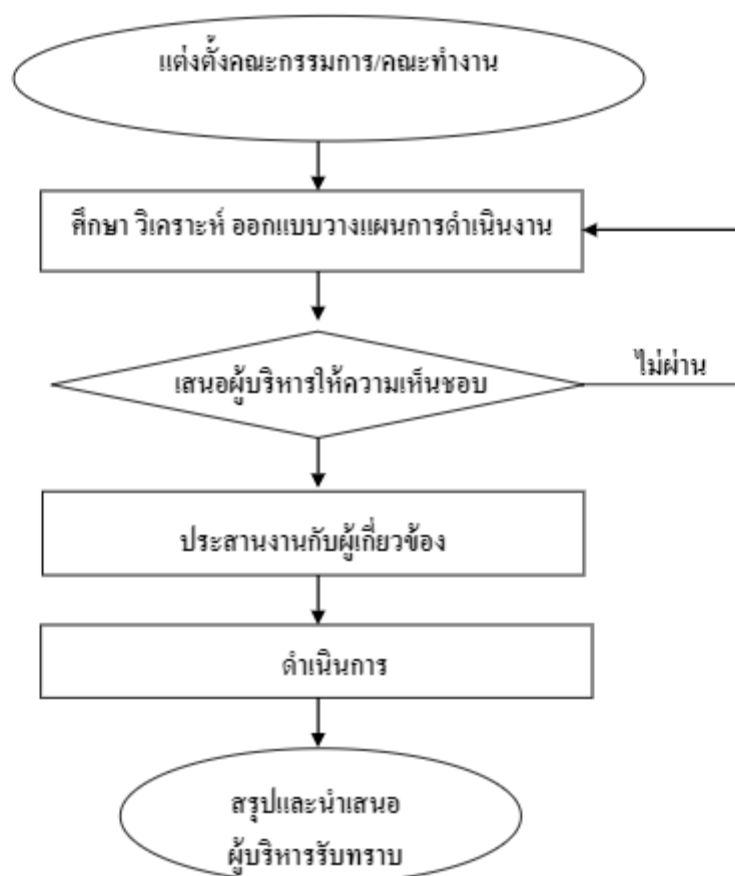 แต่งตั้งคณะกรรมการ/คณะทำงาน
ศึกษา วิเคราะห์ ออกแบบวางแผนการดำเนินงาน
เสนอผู้บริหารให้ความเห็นชอบ
ไม่ผ่าน
ประสานงานกับผู้เกี่ยวข้อง
ดำเนินการ
สรุปและนำเสนอ
ผู้บริหารรับทราบ